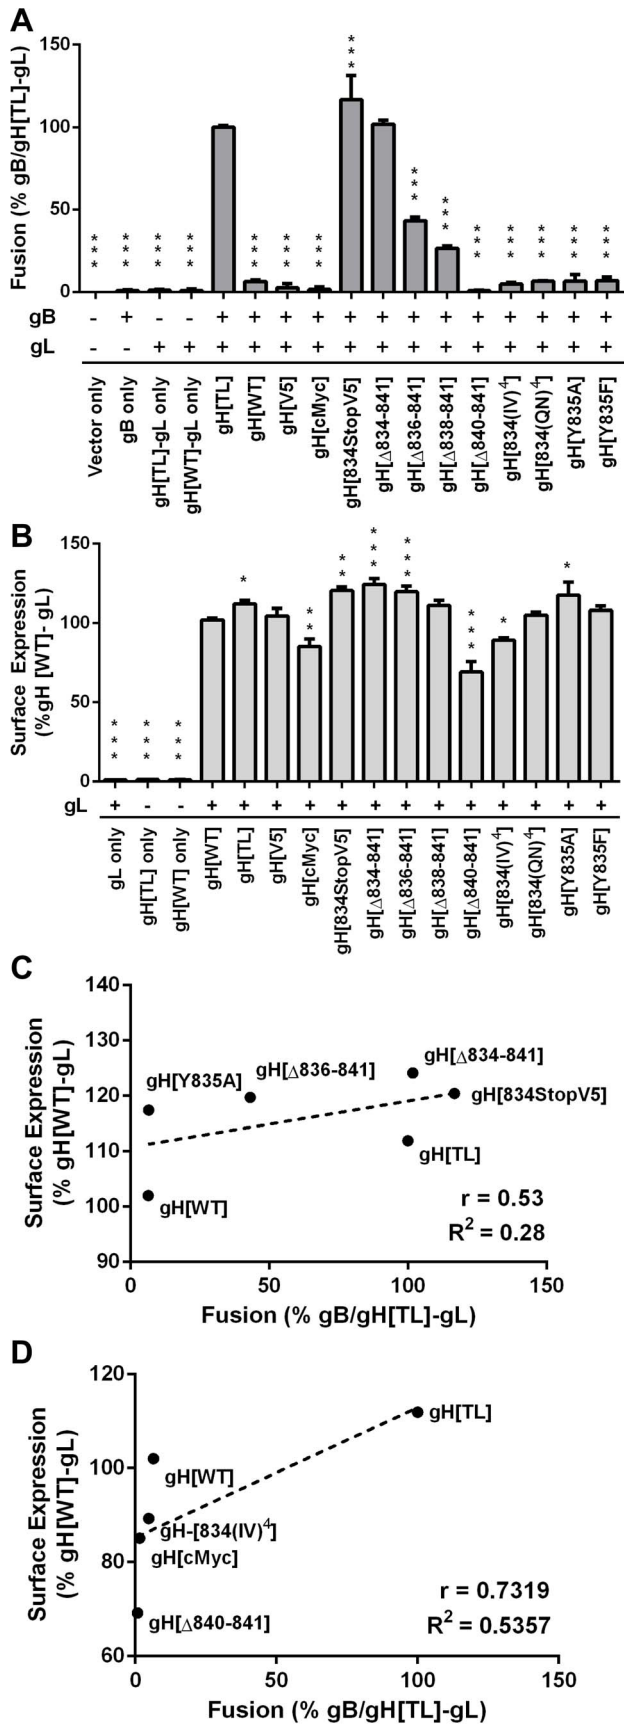 A
Fusion (% gB/gH[TL]-gL)
150
100
50
0
*** *** *** *** *** *** *** *** *** *** *** *** *** *** ***
gB - + - - + + + + + + + + + + + + +
gL - - + + + + + + + + + + + + + + +
Vector only
gB only
gH[TL]-gL only
gH[WT]-gL only
gH[TL]
gH[WT]
gH[V5]
gH[cMyc]
gH[834StopV5]
gH[Δ834-841]
gH[Δ836-841]
gH[Δ838-841]
gH[Δ840-841]
gH[834(IV)⁴]
gH[834(QN)⁴]
gH[Y835A]
gH[Y835F]
B
Surface Expression
(%gH [WT]- gL)
150
100
50
0
*** *** *** * ** ** *** *** *** * *
gL + - - + + + + + + + + + + + + +
gL only
gH[TL] only
gH[WT] only
gH[WT]
gH[TL]
gH[V5]
gH[cMyc]
gH[834StopV5]
gH[Δ834-841]
gH[Δ836-841]
gH[Δ838-841]
gH[Δ840-841]
gH[834(IV)⁴]
gH[834(QN)⁴]
gH[Y835A]
gH[Y835F]
C
Surface Expression
(% gH[WT]-gL)
140
130
120
110
100
90
gH[Δ834-841]
gH[Y835A]
gH[Δ836-841]
gH[834StopV5]
gH[TL]
gH[WT]
r = 0.53
R² = 0.28
0 50 100 150
Fusion (% gB/gH[TL]-gL)
D
Surface Expression
(% gH[WT]-gL)
120
100
80
60
gH[TL]
gH[WT]
gH-[834(IV)⁴]
gH[cMyc]
gH[Δ840-841]
r = 0.7319
R² = 0.5357
0 50 100 150
Fusion (% gB/gH[TL]-gL)